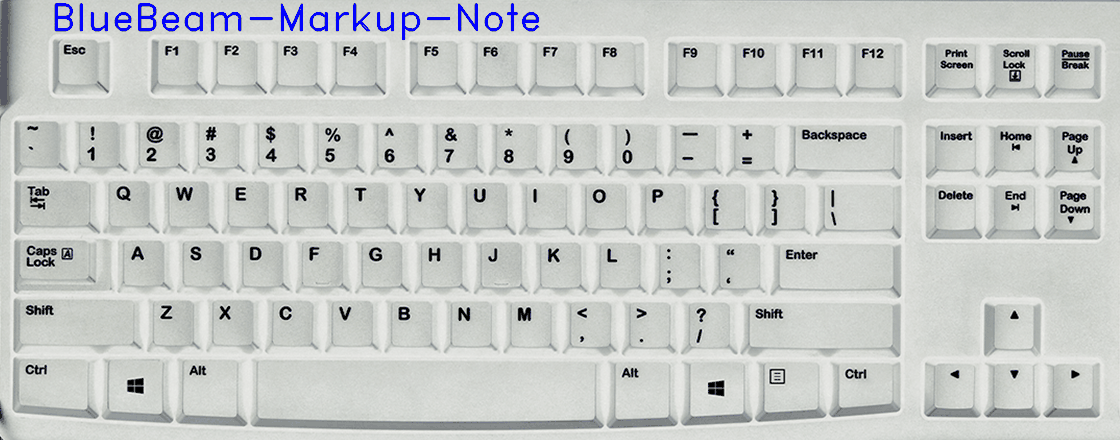 BlueBeam-Markup-Note
Esc F1 F2 F3 F4 F5 F6 F7 F8 F9 F10 F11 F12 Print Screen Scroll Lock Pause Break
~ ! @ # $ % ^ & * ( ) — + Backspace Insert Home Page Up
` 1 2 3 4 5 6 7 8 9 0 - =
Tab Q W E R T Y U I O P { } | Delete End Page Down
[ ] \
Caps Lock A S D F G H J K L : “ Enter
; ‘
Shift Z X C V B N M < > ? Shift
, . /
Ctrl Alt Alt Ctrl